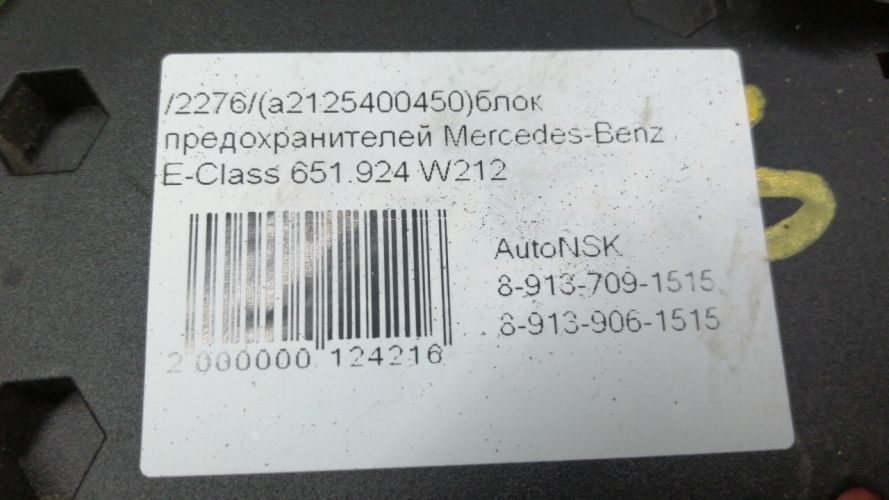 /2276/(a2125400450)блок
предохранителей Mercedes-Benz
E-Class 651.924 W212
AutoNSK
8-913-709-1515
8-913-906-1515
2 000000 124216